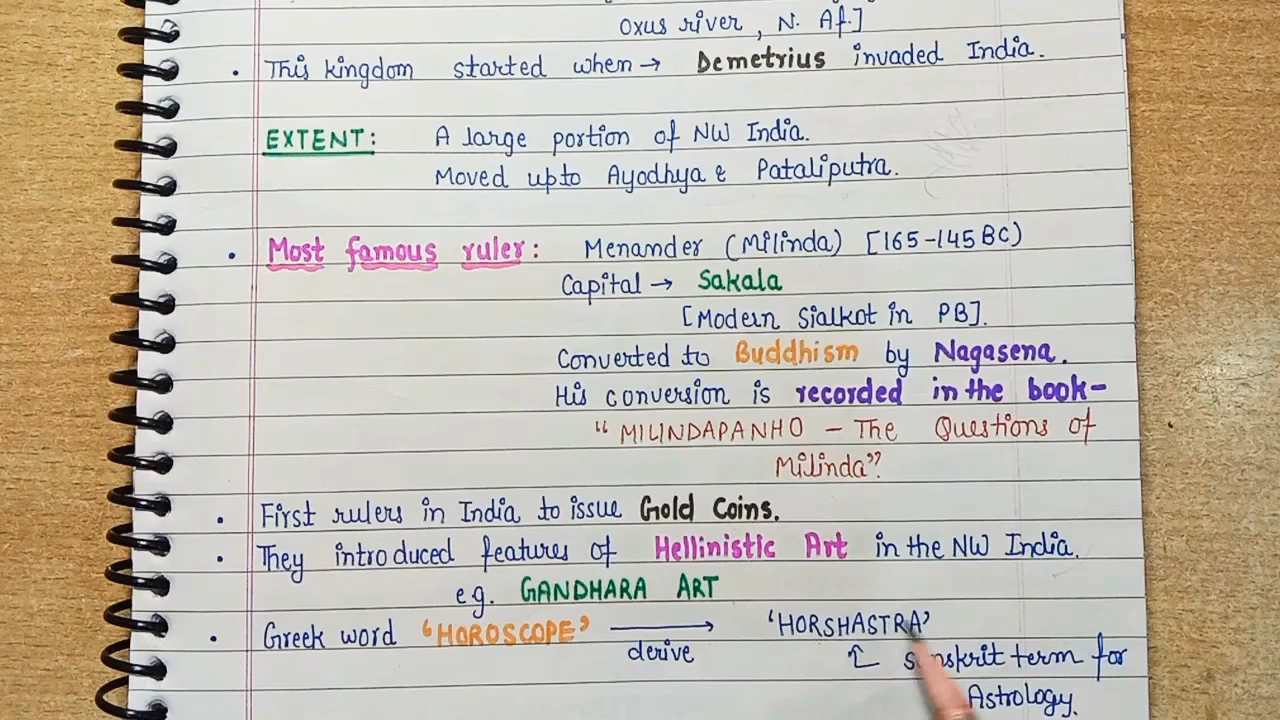 Oxus river, N. Af.]
• This kingdom started when → Demetrius invaded India.
EXTENT: A large portion of NW India.
Moved upto Ayodhya & Pataliputra.
• Most famous ruler: Menander (Milinda) [165-145 BC)
Capital → Sakala
[Modern Sialkot in PB].
Converted to Buddhism by Nagasena.
His conversion is recorded in the book-
"MILINDAPANHO - The Questions of
Milinda"
• First rulers in India to issue Gold Coins.
• They introduced features of Hellinistic Art in the NW India.
eg. GANDHARA ART
• Greek word 'HOROSCOPE' → 'HORSHASTRA'
derive
sanskrit term for
Astrology.